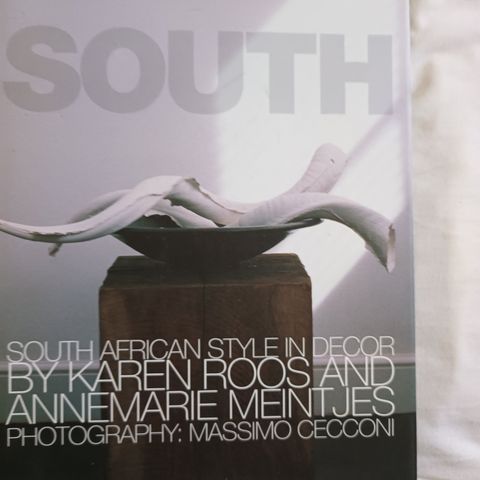 SOUTH
SOUTH AFRICAN STYLE IN DECOR
BY KAREN ROOS AND
ANNEMARIE MEINTJES
PHOTOGRAPHY: MASSIMO CECCONI